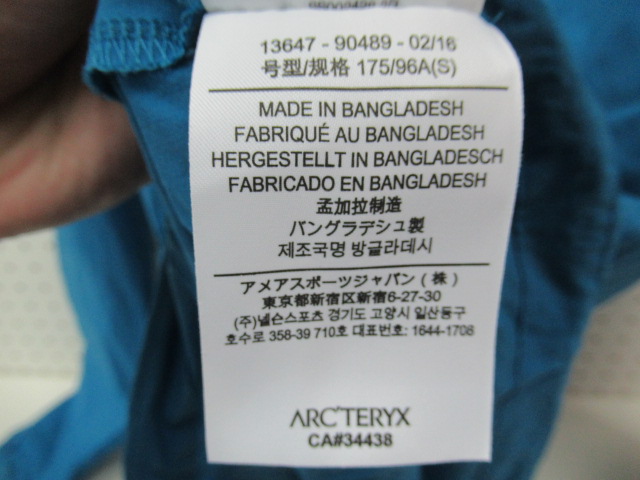 13647 - 90489 - 02/16
号型/规格 175/96A(S)
MADE IN BANGLADESH
FABRIQUÉ AU BANGLADESH
HERGESTELLT IN BANGLADESCH
FABRICADO EN BANGLADESH
孟加拉制造
バングラデシュ製
제조국명 방글라데시
アメアスポーツジャパン (株)
東京都新宿区新宿6-27-30
(주)넬슨스포츠 경기도 고양시 일산동구
호수로 358-39 710호 대표번호: 1644-1708
ARC'TERYX
CA#34438